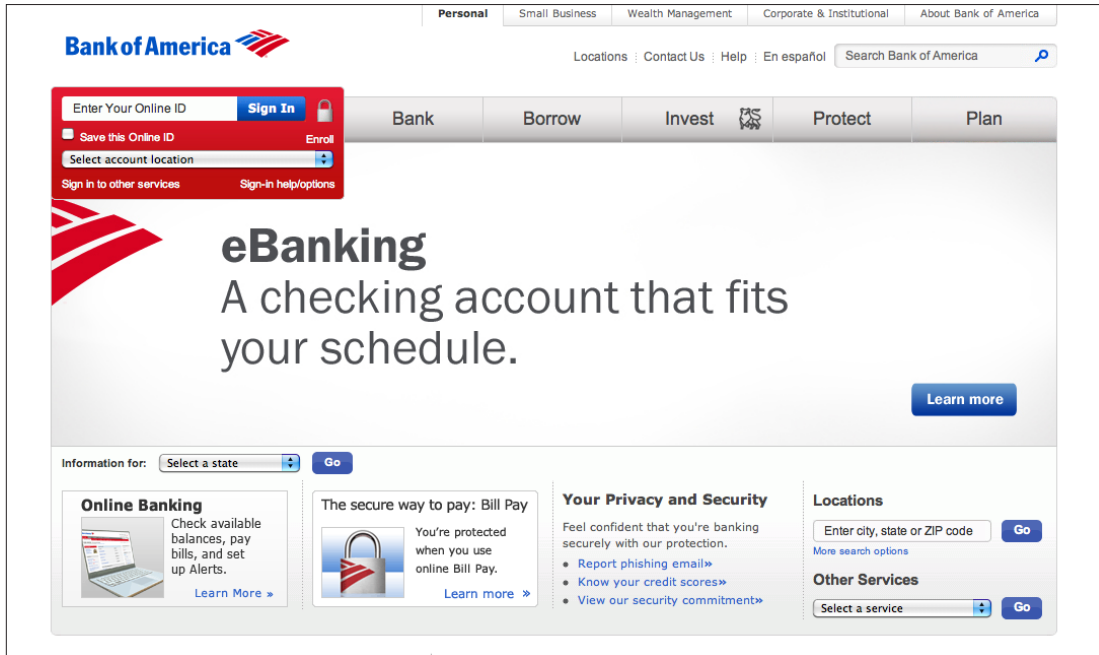 Personal
Small Business
Wealth Management
Corporate & Institutional
About Bank of America
Bank of America
Locations
Contact Us
Help
En español
Search Bank of America
Enter Your Online ID
Sign In
Save this Online ID
Enroll
Select account location
Sign in to other services
Sign-in help/options
Bank
Borrow
Invest
Protect
Plan
eBanking
A checking account that fits
your schedule.
Learn more
Information for:
Select a state
Go
Online Banking
Check available
balances, pay
bills, and set
up Alerts.
Learn More »
The secure way to pay: Bill Pay
You're protected
when you use
online Bill Pay.
Learn more »
Your Privacy and Security
Feel confident that you're banking
securely with our protection.
• Report phishing email»
• Know your credit scores»
• View our security commitment»
Locations
Enter city, state or ZIP code
Go
More search options
Other Services
Select a service
Go